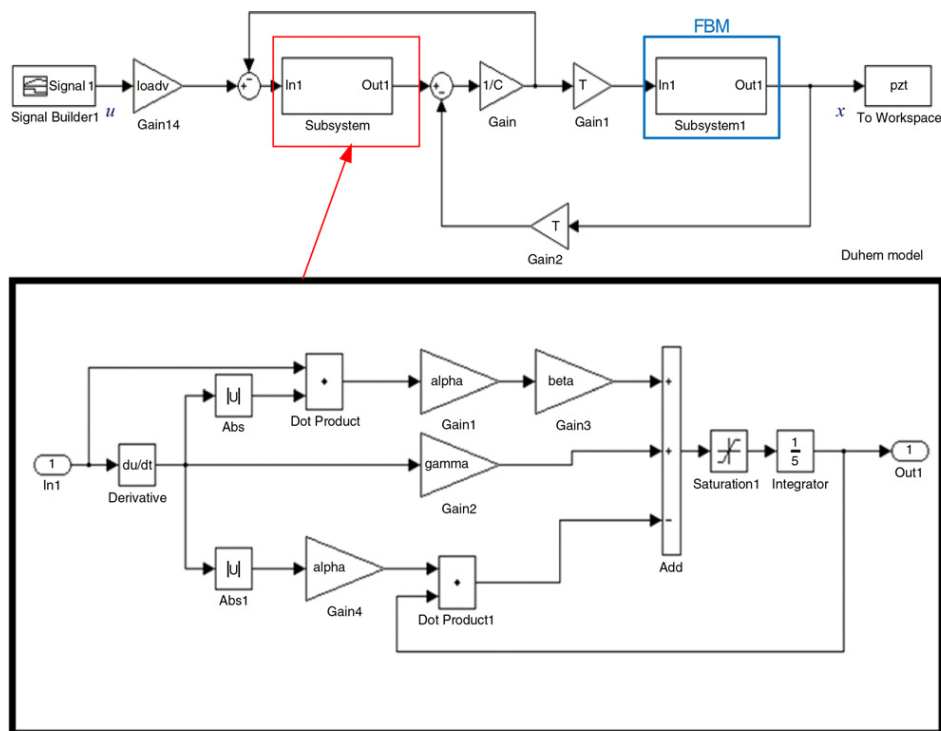 FBM
Signal 1
loadv
-
In1
Out1
+
-
1/C
T
In1
Out1
pzt
Signal Builder1
u
Gain14
Subsystem
Gain
Gain1
Subsystem1
x
To Workspace
T
Gain2
Duhem model
|U|
Abs
•
Dot Product
alpha
Gain1
beta
Gain3
+
1
In1
du/dt
Derivative
gamma
Gain2
+
Saturation1
1
5
Integrator
1
Out1
|U|
Abs1
alpha
Gain4
•
Dot Product1
-
Add